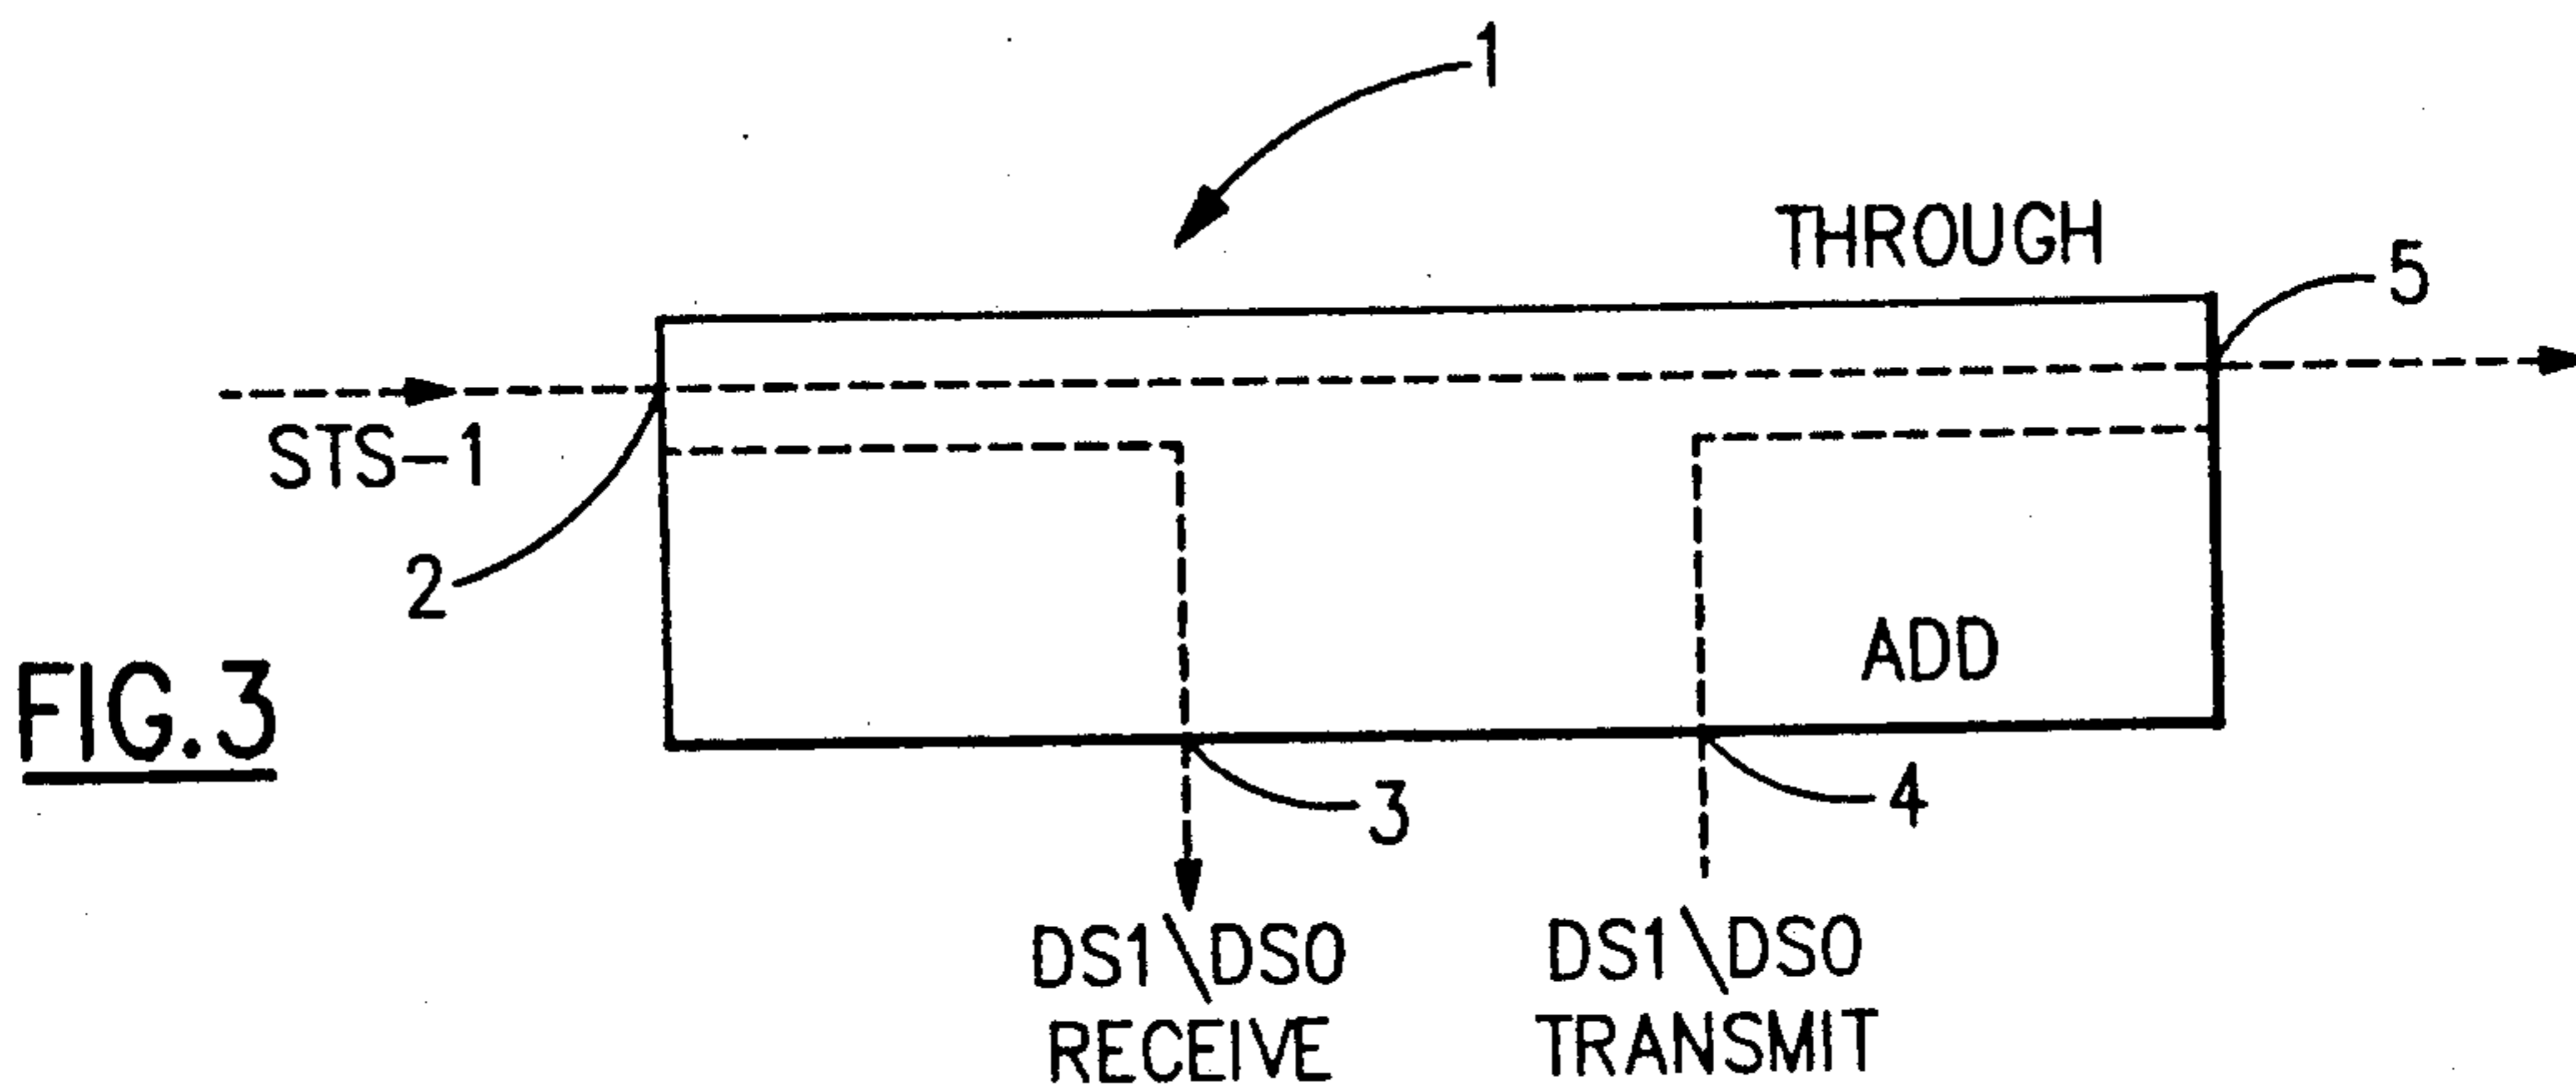 1
THROUGH
5
STS-1
2
ADD
FIG.3
3
4
DS1\DS0
RECEIVE
DS1\DS0
TRANSMIT